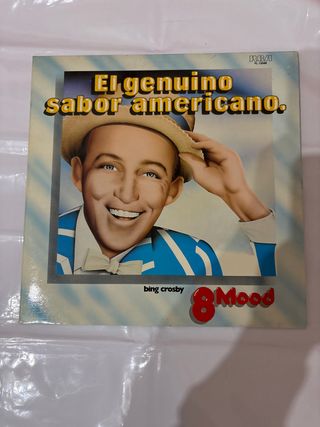 RCA
El genuino
sabor americano.
bing crosby
8 Mood